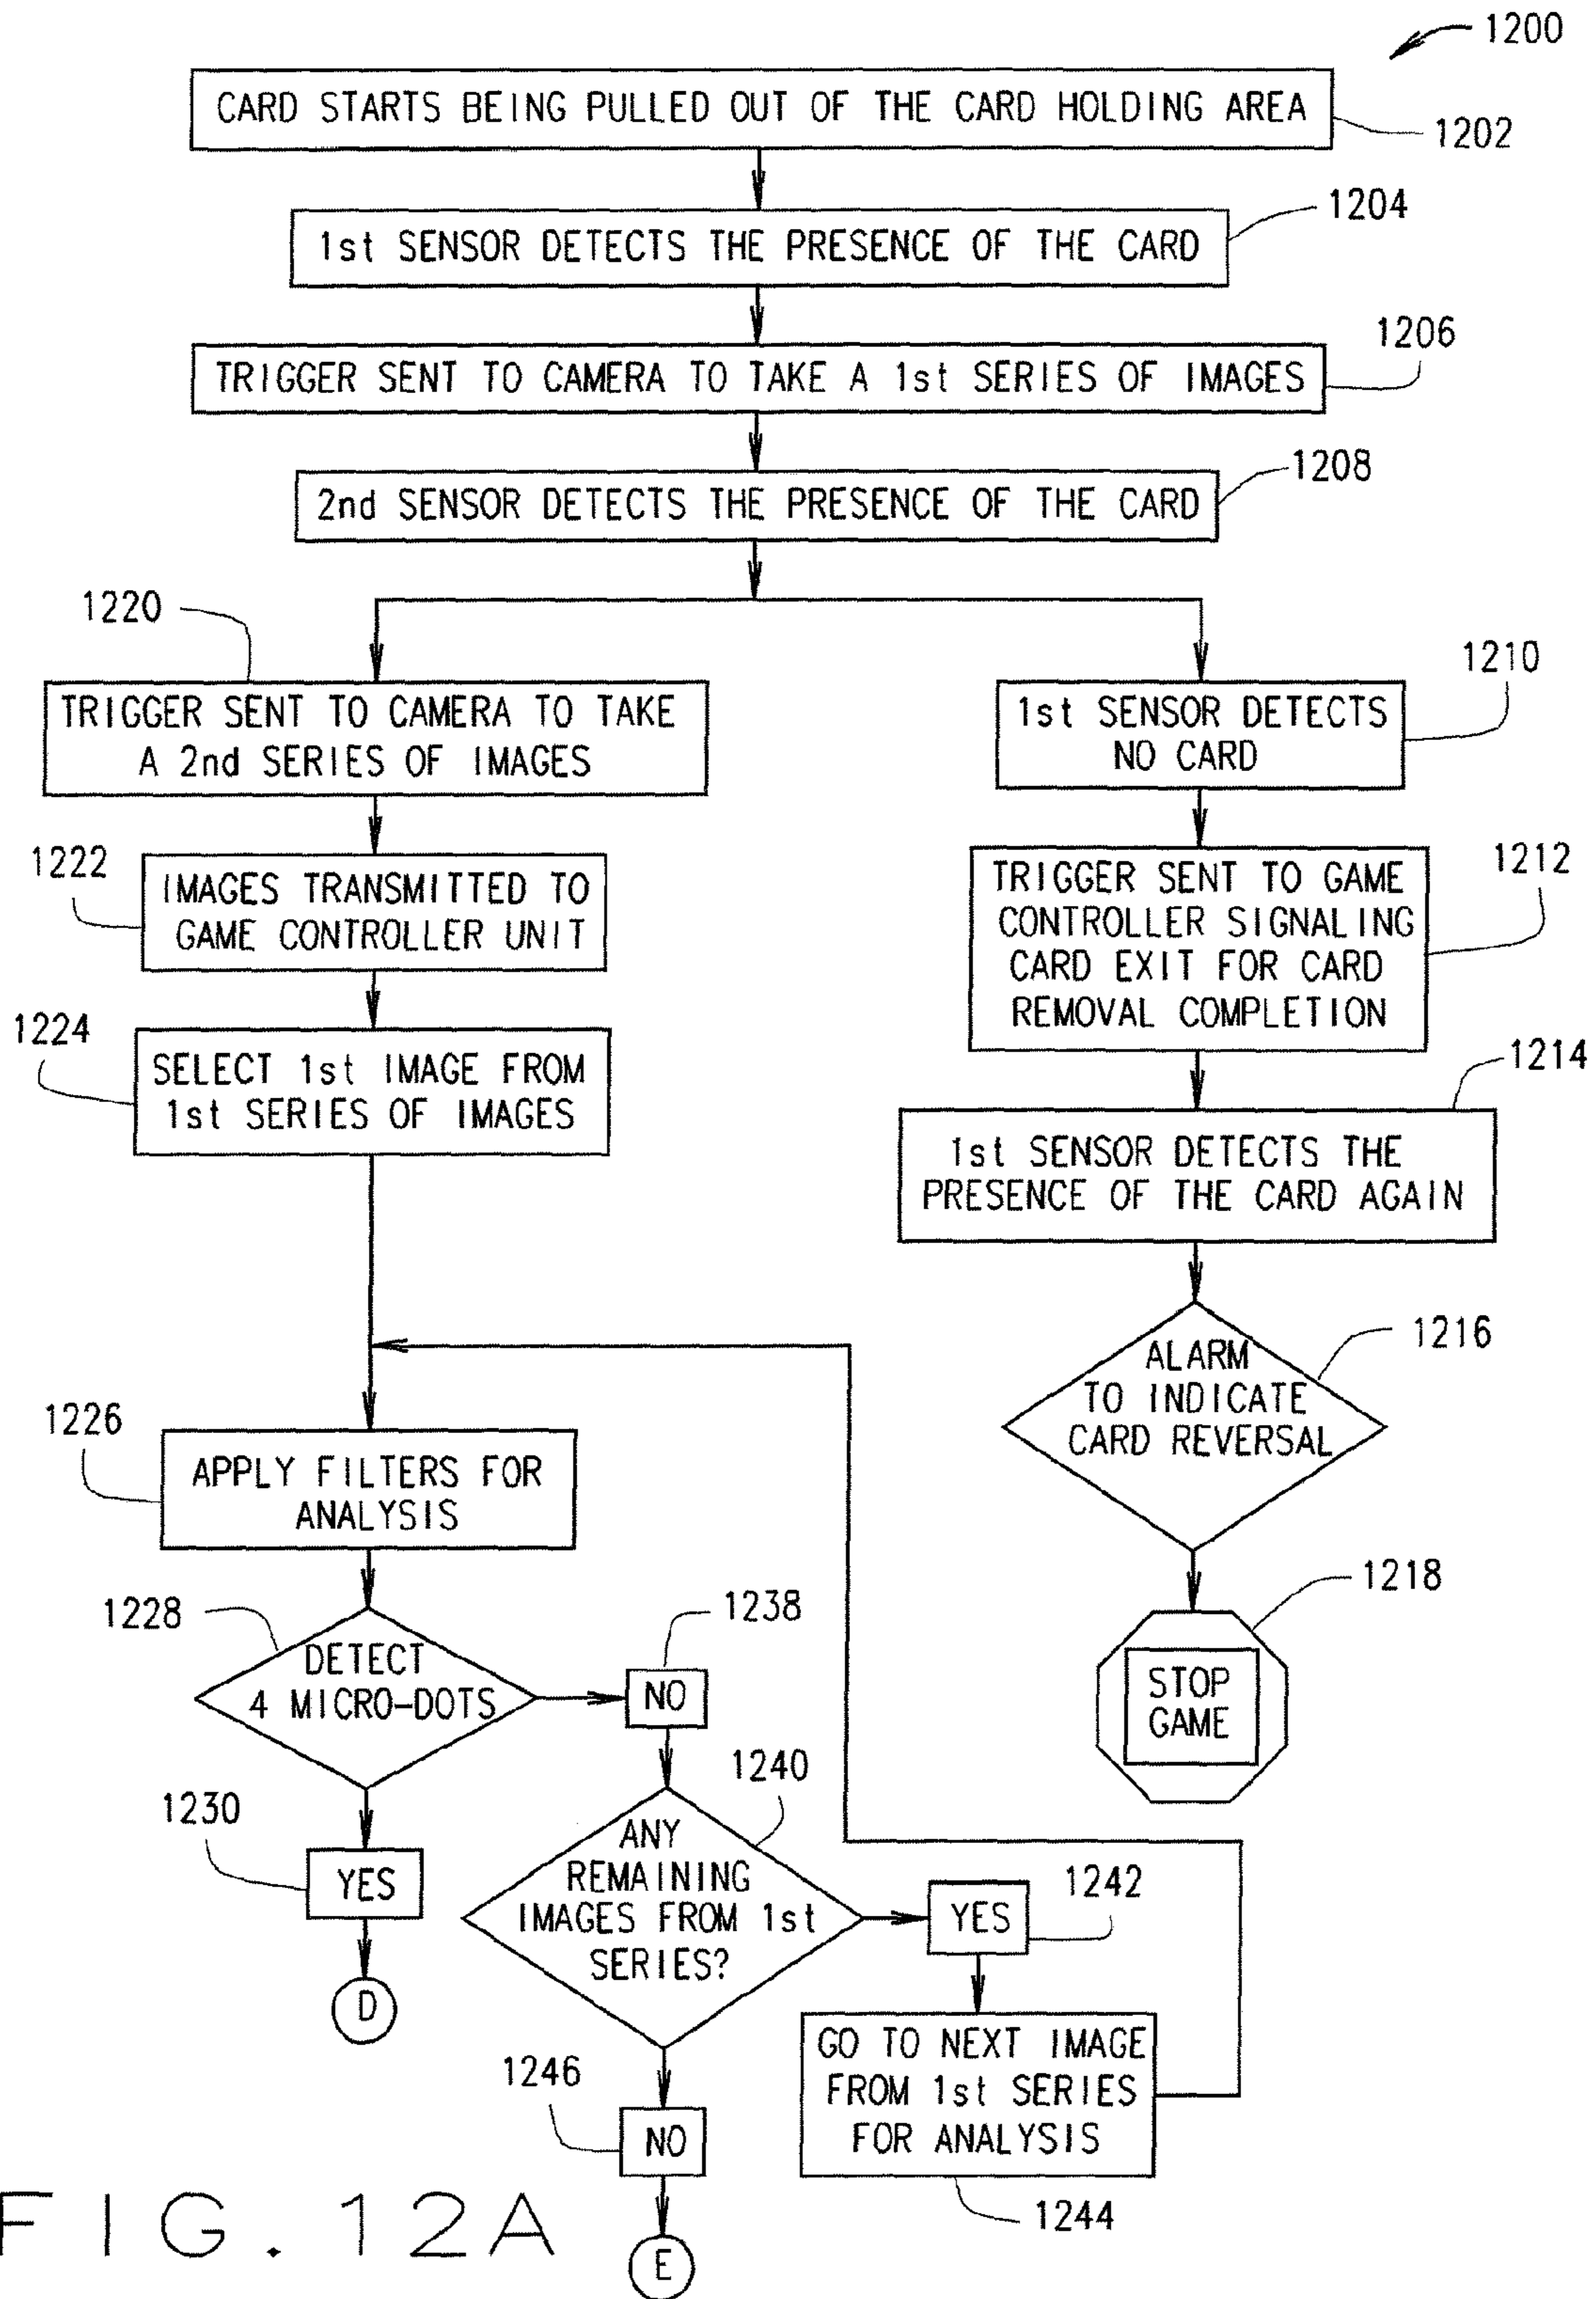 1200
CARD STARTS BEING PULLED OUT OF THE CARD HOLDING AREA
1202
1204
1st SENSOR DETECTS THE PRESENCE OF THE CARD
1206
TRIGGER SENT TO CAMERA TO TAKE A 1st SERIES OF IMAGES
1208
2nd SENSOR DETECTS THE PRESENCE OF THE CARD
1220
TRIGGER SENT TO CAMERA TO TAKE
A 2nd SERIES OF IMAGES
1222
IMAGES TRANSMITTED TO
GAME CONTROLLER UNIT
1224
SELECT 1st IMAGE FROM
1st SERIES OF IMAGES
1210
1st SENSOR DETECTS
NO CARD
1212
TRIGGER SENT TO GAME
CONTROLLER SIGNALING
CARD EXIT FOR CARD
REMOVAL COMPLETION
1214
1st SENSOR DETECTS THE
PRESENCE OF THE CARD AGAIN
1216
ALARM
TO INDICATE
CARD REVERSAL
1218
STOP
GAME
1226
APPLY FILTERS FOR
ANALYSIS
1228
DETECT
4 MICRO-DOTS
1238
NO
1230
YES
D
1240
ANY
REMAINING
IMAGES FROM 1st
SERIES?
1242
YES
GO TO NEXT IMAGE
FROM 1st SERIES
FOR ANALYSIS
1244
1246
NO
E
FIG. 12A